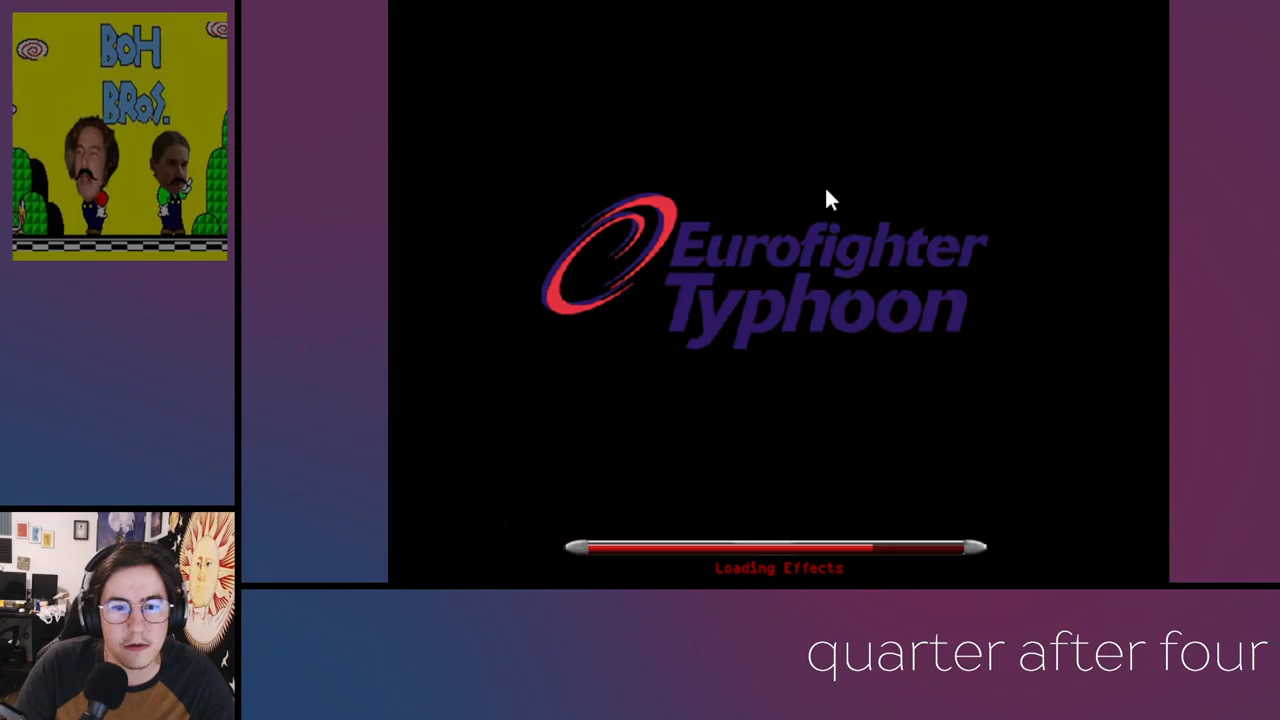 BOH
BROS.
Eurofighter
Typhoon
Loading Effects
quarter after four